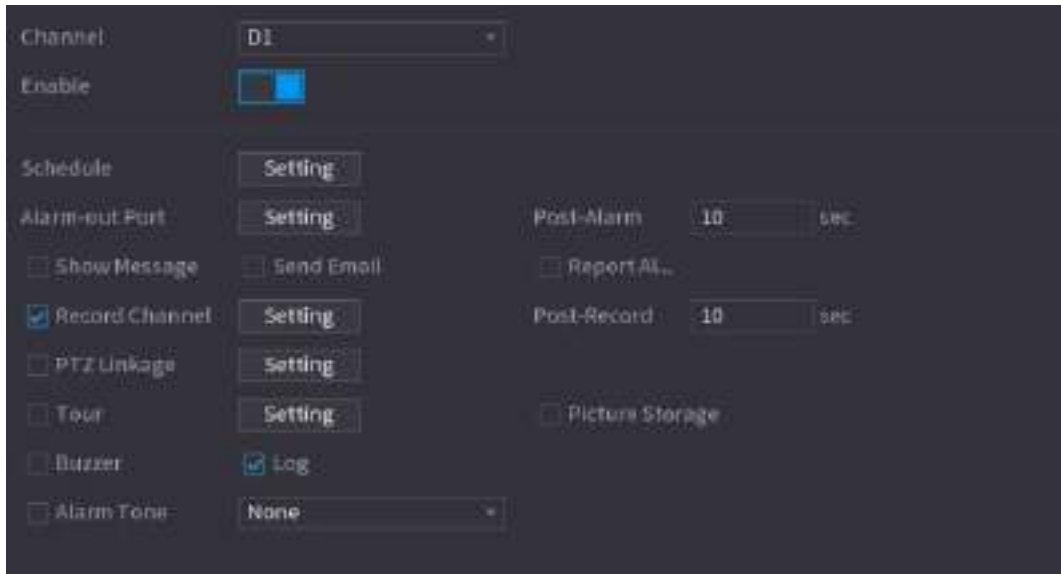 Channel D1
Enable
Schedule Setting
Alarm-out Port Setting Post-Alarm 10 sec
Show Message Send Email Report Al...
Record Channel Setting Post-Record 10 sec
PTZ Linkage Setting
Tour Setting Picture Storage
Buzzer Log
Alarm Tone None